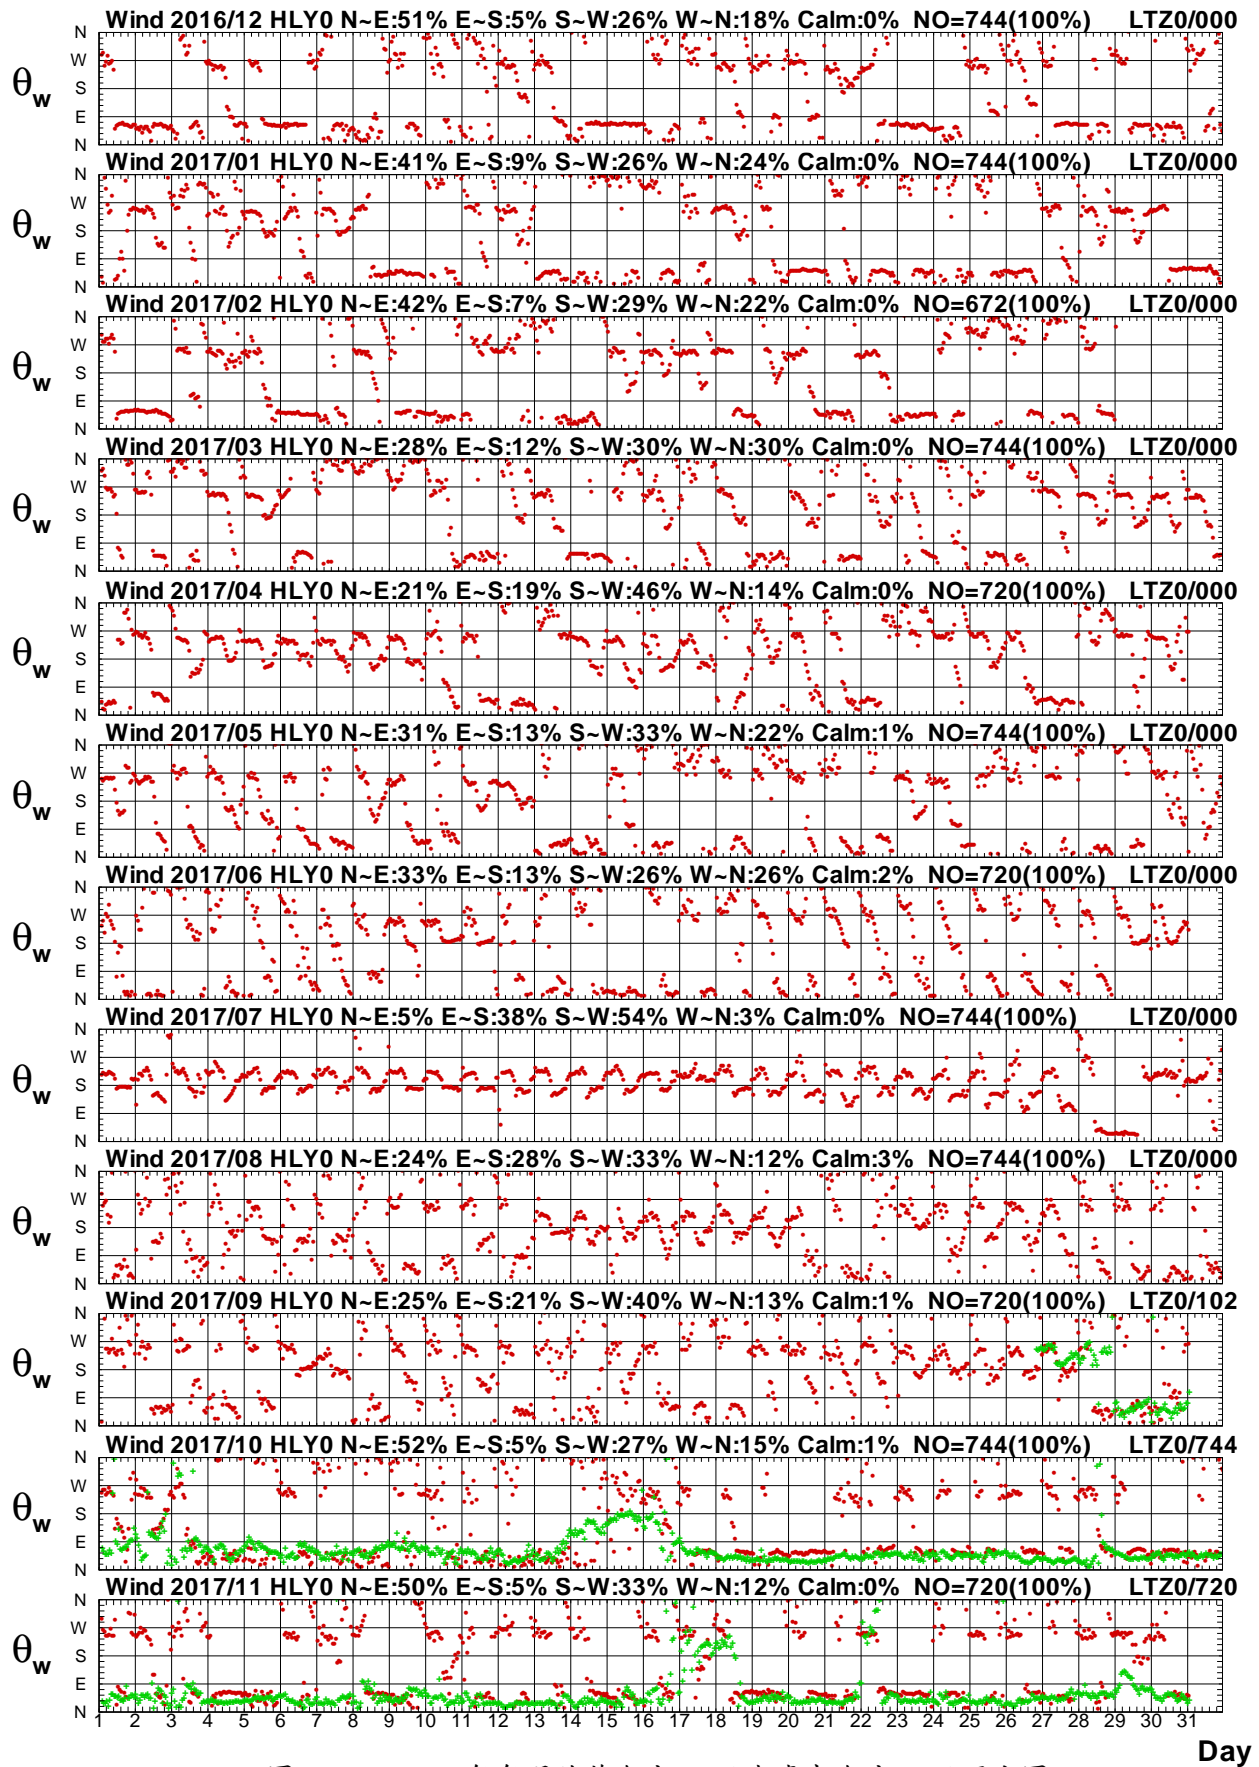 Wind 2016/12 HLY0 N~E:51% E~S:5% S~W:26% W~N:18% Calm:0% NO=744(100%) LTZ0/000
N
W
θw
S
E
N
Wind 2017/01 HLY0 N~E:41% E~S:9% S~W:26% W~N:24% Calm:0% NO=744(100%) LTZ0/000
N
W
θw
S
E
N
Wind 2017/02 HLY0 N~E:42% E~S:7% S~W:29% W~N:22% Calm:0% NO=672(100%) LTZ0/000
N
W
θw
S
E
N
Wind 2017/03 HLY0 N~E:28% E~S:12% S~W:30% W~N:30% Calm:0% NO=744(100%) LTZ0/000
N
W
θw
S
E
N
Wind 2017/04 HLY0 N~E:21% E~S:19% S~W:46% W~N:14% Calm:0% NO=720(100%) LTZ0/000
N
W
θw
S
E
N
Wind 2017/05 HLY0 N~E:31% E~S:13% S~W:33% W~N:22% Calm:1% NO=744(100%) LTZ0/000
N
W
θw
S
E
N
Wind 2017/06 HLY0 N~E:33% E~S:13% S~W:26% W~N:26% Calm:2% NO=720(100%) LTZ0/000
N
W
θw
S
E
N
Wind 2017/07 HLY0 N~E:5% E~S:38% S~W:54% W~N:3% Calm:0% NO=744(100%) LTZ0/000
N
W
θw
S
E
N
Wind 2017/08 HLY0 N~E:24% E~S:28% S~W:33% W~N:12% Calm:3% NO=744(100%) LTZ0/000
N
W
θw
S
E
N
Wind 2017/09 HLY0 N~E:25% E~S:21% S~W:40% W~N:13% Calm:1% NO=720(100%) LTZ0/102
N
W
θw
S
E
N
Wind 2017/10 HLY0 N~E:52% E~S:5% S~W:27% W~N:15% Calm:1% NO=744(100%) LTZ0/744
N
W
θw
S
E
N
Wind 2017/11 HLY0 N~E:50% E~S:5% S~W:33% W~N:12% Calm:0% NO=720(100%) LTZ0/720
N
W
θw
S
E
N
1 2 3 4 5 6 7 8 9 10 11 12 13 14 15 16 17 18 19 20 21 22 23 24 25 26 27 28 29 30 31
Day